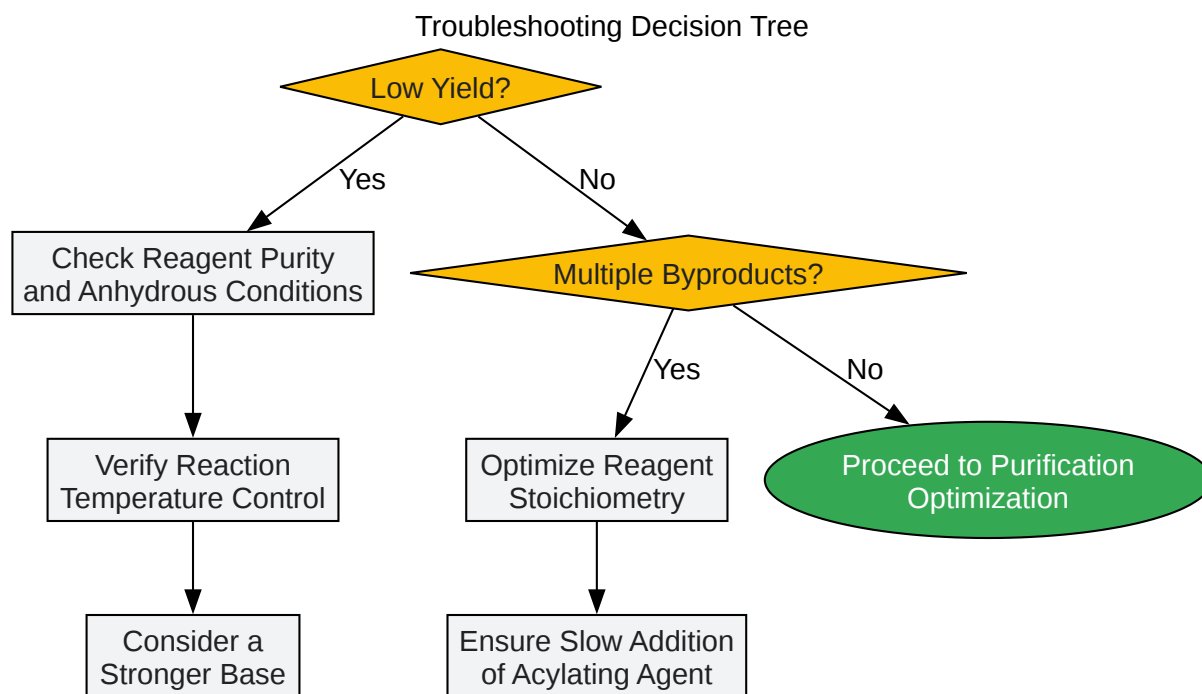 Troubleshooting Decision Tree
Low Yield?
Yes
No
Check Reagent Purity
and Anhydrous Conditions
Multiple Byproducts?
Yes
No
Verify Reaction
Temperature Control
Optimize Reagent
Stoichiometry
Proceed to Purification
Optimization
Consider a
Stronger Base
Ensure Slow Addition
of Acylating Agent